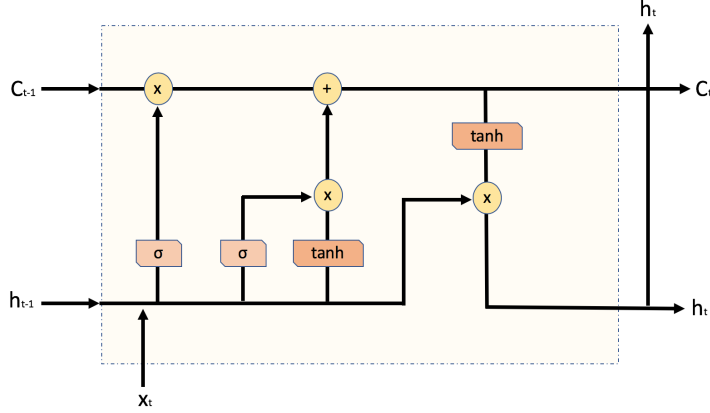 hₜ
Cₜ₋₁
x
+
Cₜ
tanh
x
x
σ
σ
tanh
hₜ₋₁
hₜ
xₜ